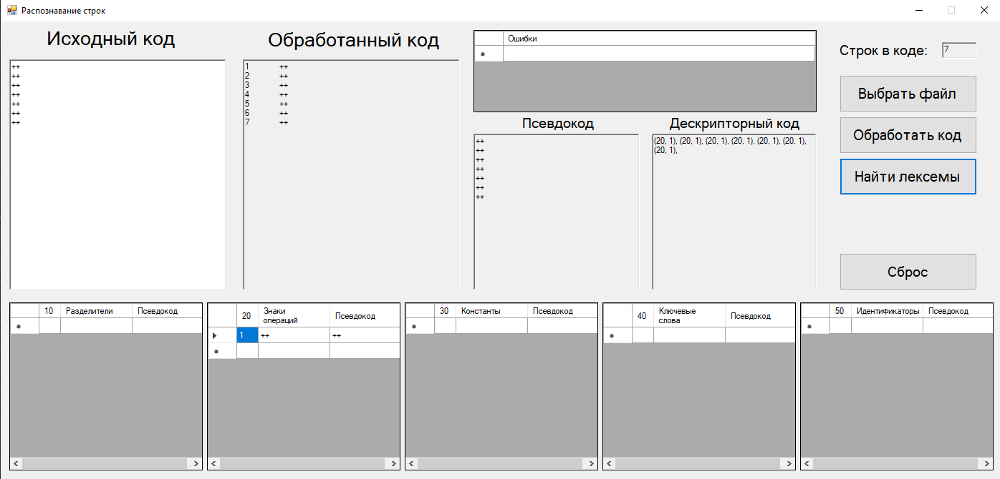 Распознавание строк
Исходный код
++
++
++
++
++
++
++
Обработанный код
1 ++
2 ++
3 ++
4 ++
5 ++
6 ++
7 ++
Ошибки
Псевдокод
++
++
++
++
++
++
++
Дескрипторный код
(20, 1), (20, 1), (20, 1), (20, 1), (20, 1), (20, 1),
(20, 1),
Строк в коде: 7
Выбрать файл
Обработать код
Найти лексемы
Сброс
10 Разделители Псевдокод
20 Знаки
операций Псевдокод
1 ++ ++
30 Константы Псевдокод
40 Ключевые
слова Псевдокод
50 Идентификаторы Псевдокод